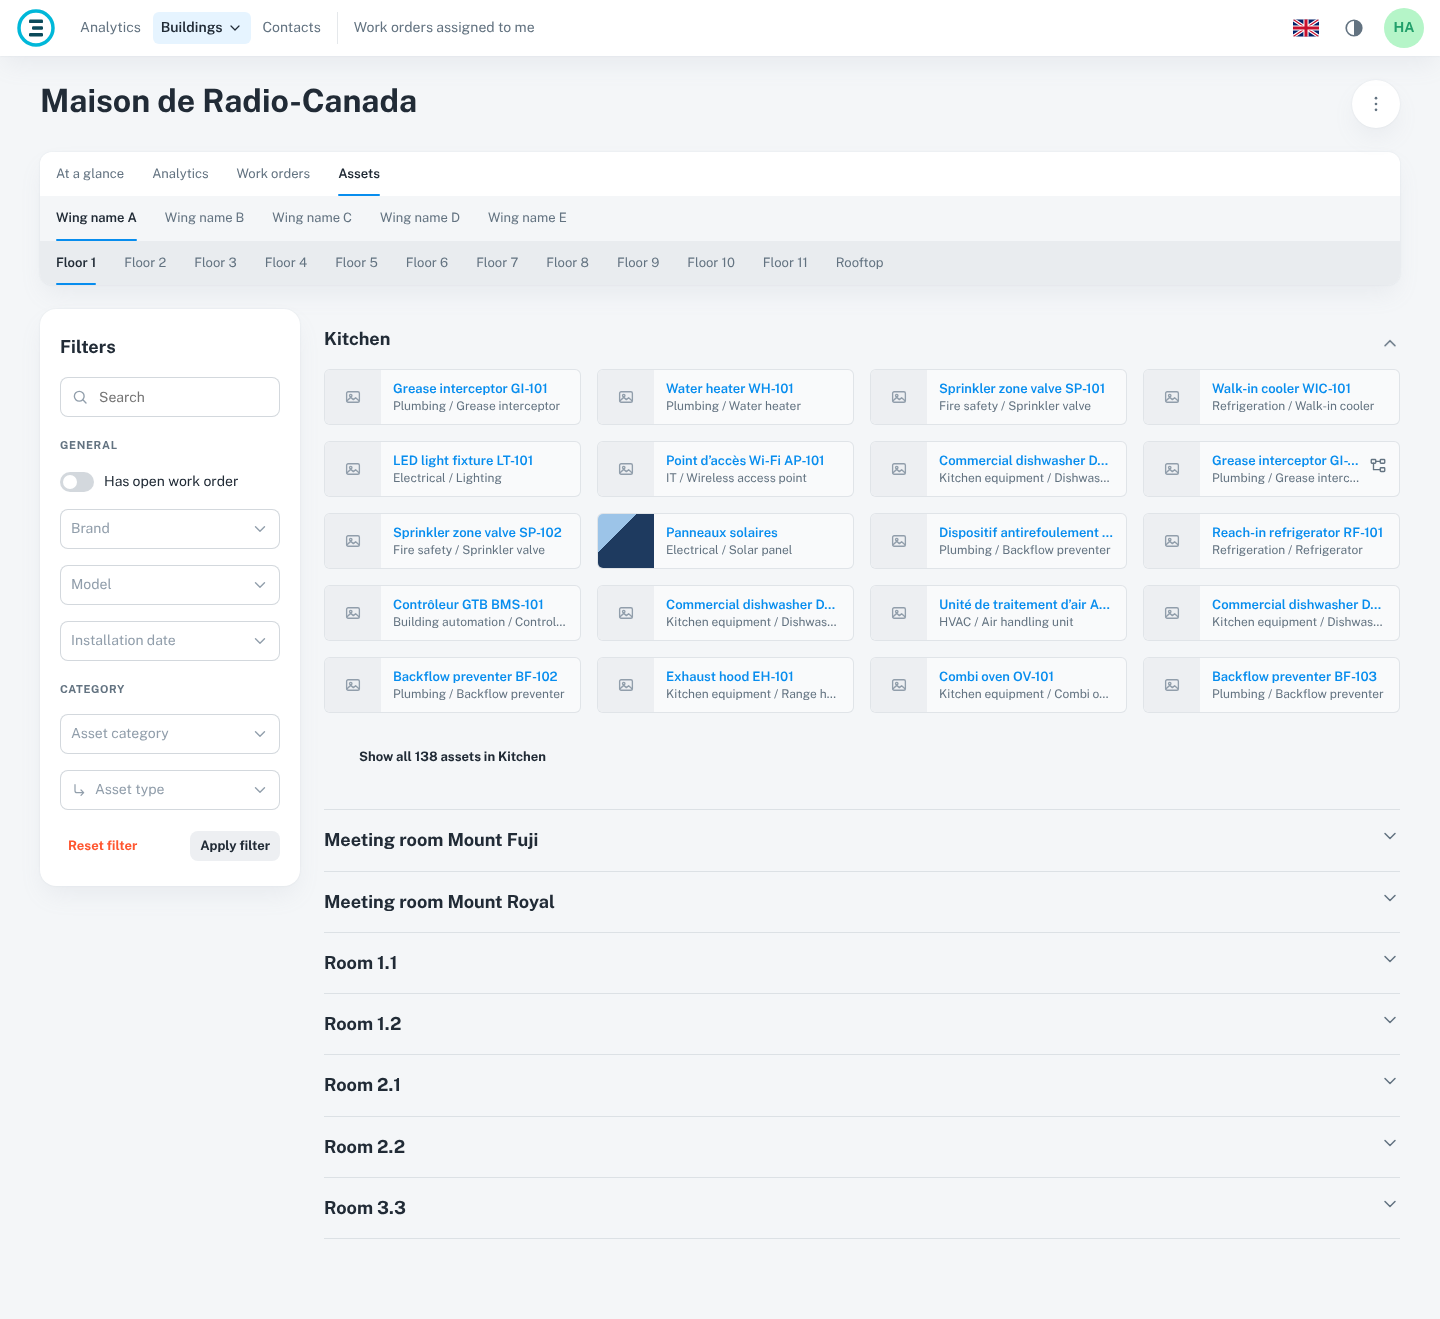 Analytics Buildings Contacts Work orders assigned to me HA
Maison de Radio-Canada
At a glance Analytics Work orders Assets
Wing name A Wing name B Wing name C Wing name D Wing name E
Floor 1 Floor 2 Floor 3 Floor 4 Floor 5 Floor 6 Floor 7 Floor 8 Floor 9 Floor 10 Floor 11 Rooftop
Filters
Search
GENERAL
Has open work order
Brand
Model
Installation date
CATEGORY
Asset category
Asset type
Reset filter Apply filter
Kitchen
Grease interceptor GI-101
Plumbing / Grease interceptor
Water heater WH-101
Plumbing / Water heater
Sprinkler zone valve SP-101
Fire safety / Sprinkler valve
Walk-in cooler WIC-101
Refrigeration / Walk-in cooler
LED light fixture LT-101
Electrical / Lighting
Point d'accès Wi-Fi AP-101
IT / Wireless access point
Commercial dishwasher D...
Kitchen equipment / Dishwas...
Grease interceptor GI-...
Plumbing / Grease interc...
Sprinkler zone valve SP-102
Fire safety / Sprinkler valve
Panneaux solaires
Electrical / Solar panel
Dispositif antirefoulement ...
Plumbing / Backflow preventer
Reach-in refrigerator RF-101
Refrigeration / Refrigerator
Contrôleur GTB BMS-101
Building automation / Control...
Commercial dishwasher D...
Kitchen equipment / Dishwas...
Unité de traitement d'air A...
HVAC / Air handling unit
Commercial dishwasher D...
Kitchen equipment / Dishwas...
Backflow preventer BF-102
Plumbing / Backflow preventer
Exhaust hood EH-101
Kitchen equipment / Range h...
Combi oven OV-101
Kitchen equipment / Combi o...
Backflow preventer BF-103
Plumbing / Backflow preventer
Show all 138 assets in Kitchen
Meeting room Mount Fuji
Meeting room Mount Royal
Room 1.1
Room 1.2
Room 2.1
Room 2.2
Room 3.3